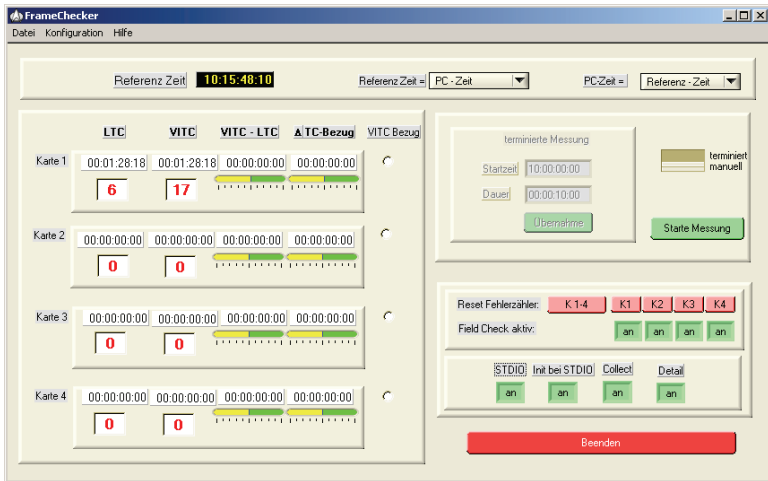 FrameChecker
Datei Konfiguration Hilfe
Referenz Zeit 10:15:48:10 Referenz Zeit = PC - Zeit PC-Zeit = Referenz - Zeit
LTC VITC VITC - LTC Δ TC-Bezug VITC Bezug
Karte 1 00:01:28:18 00:01:28:18 00:00:00:00 00:00:00:00
6 17
Karte 2 00:00:00:00 00:00:00:00 00:00:00:00 00:00:00:00
0 0
Karte 3 00:00:00:00 00:00:00:00 00:00:00:00 00:00:00:00
0 0
Karte 4 00:00:00:00 00:00:00:00 00:00:00:00 00:00:00:00
0 0
terminierte Messung
Startzeit 10:00:00:00
Dauer 00:00:10:00
Übernahme
terminiert
manuell
Starte Messung
Reset Fehlerzähler: K 1-4 K1 K2 K3 K4
Field Check aktiv: an an an an
STDIO Init bei STDIO Collect Detail
an an an an
Beenden